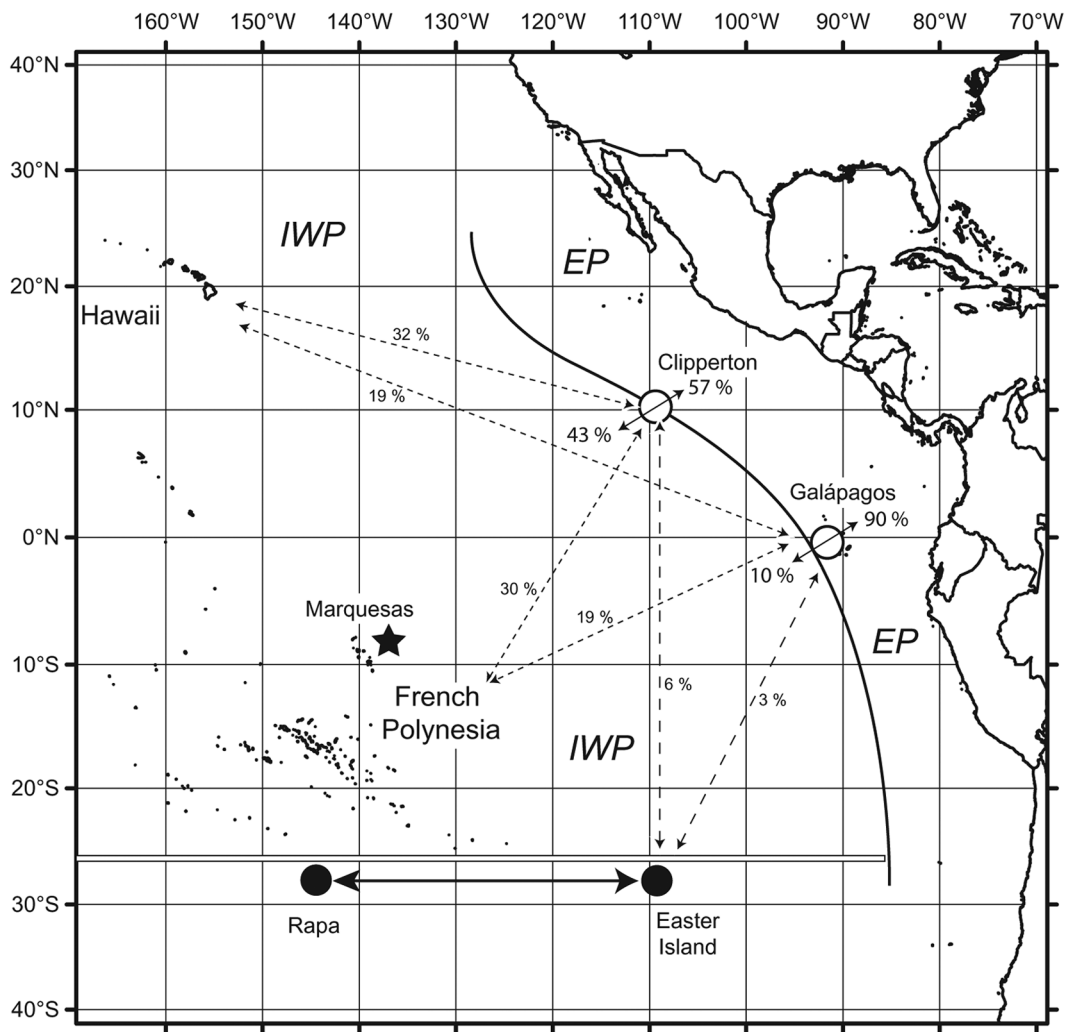 160°W 150°W 140°W 130°W 120°W 110°W 100°W 90°W 80°W 70°W
40°N
30°N
IWP
EP
20°N
Hawaii
32 %
Clipperton
57 %
19 %
10°N
43 %
Galápagos
90 %
0°N
10 %
30 %
Marquesas
19 %
EP
10°S
French
Polynesia
6 %
3 %
IWP
20°S
30°S
Rapa
Easter
Island
40°S